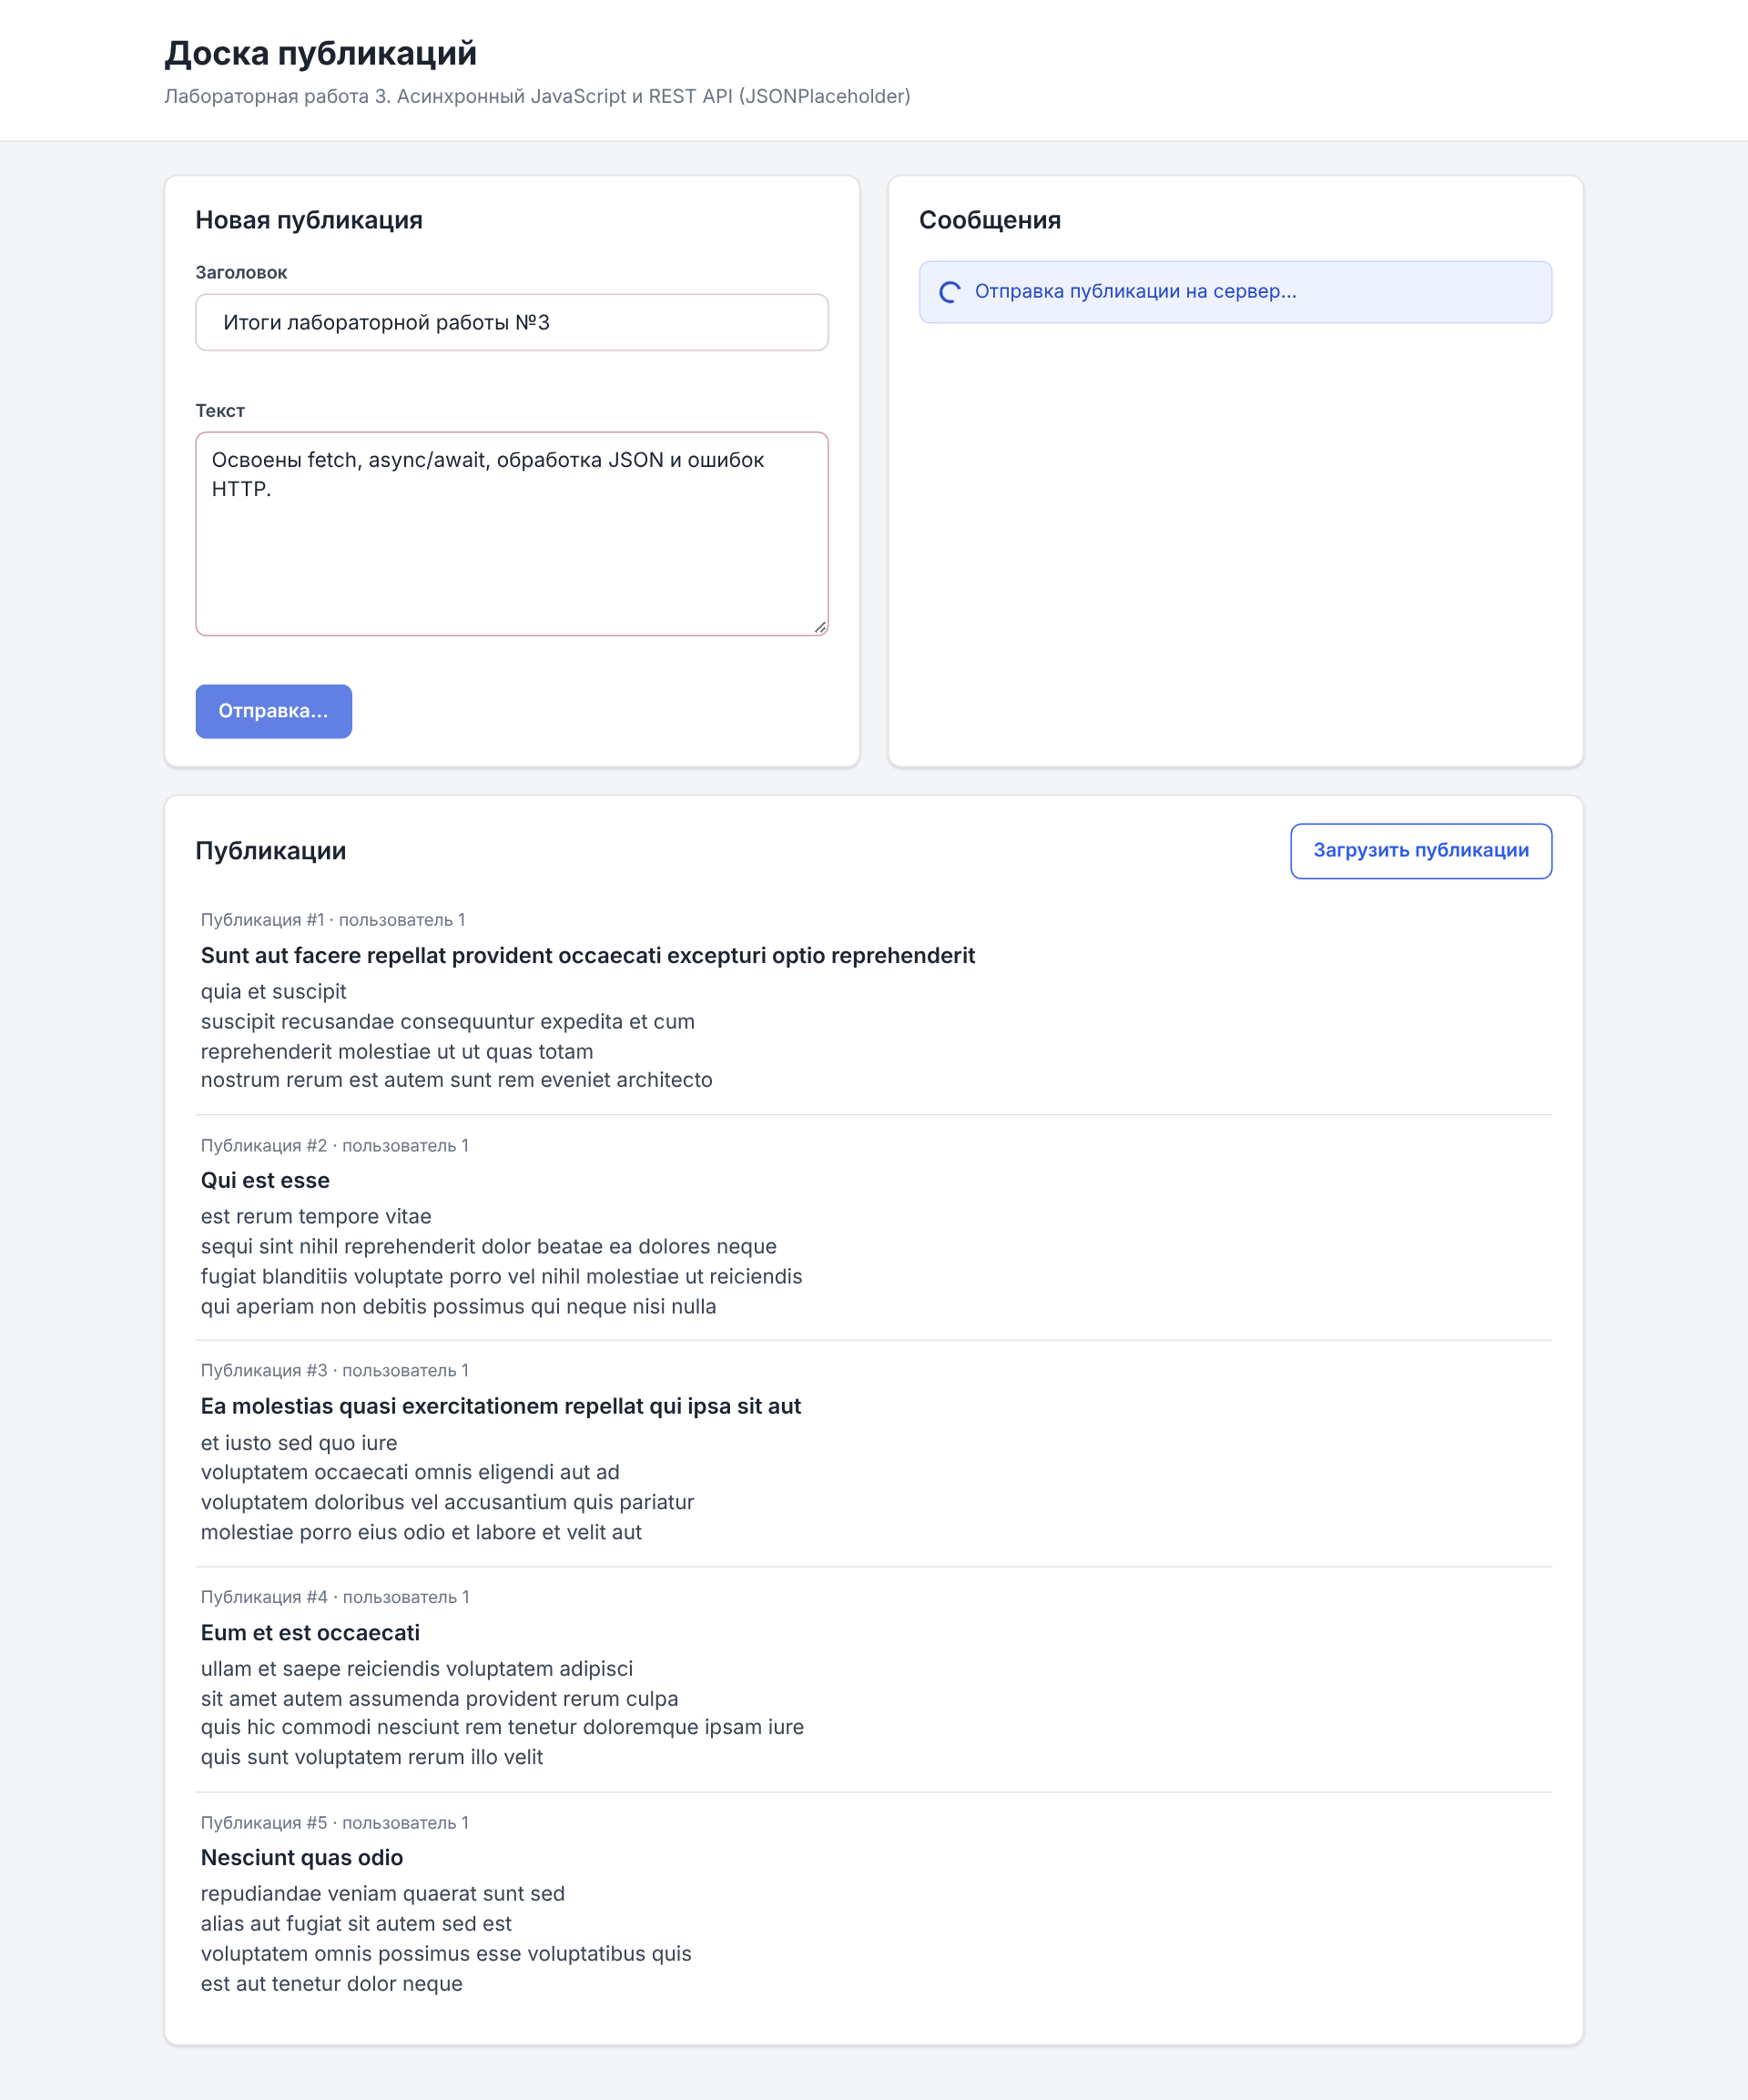 Доска публикаций
Лабораторная работа 3. Асинхронный JavaScript и REST API (JSONPlaceholder)
Новая публикация
Заголовок
Итоги лабораторной работы №3
Текст
Освоены fetch, async/await, обработка JSON и ошибок
HTTP.
Отправка...
Сообщения
Отправка публикации на сервер...
Публикации
Загрузить публикации
Публикация #1 · пользователь 1
Sunt aut facere repellat provident occaecati excepturi optio reprehenderit
quia et suscipit
suscipit recusandae consequuntur expedita et cum
reprehenderit molestiae ut ut quas totam
nostrum rerum est autem sunt rem eveniet architecto
Публикация #2 · пользователь 1
Qui est esse
est rerum tempore vitae
sequi sint nihil reprehenderit dolor beatae ea dolores neque
fugiat blanditiis voluptate porro vel nihil molestiae ut reiciendis
qui aperiam non debitis possimus qui neque nisi nulla
Публикация #3 · пользователь 1
Ea molestias quasi exercitationem repellat qui ipsa sit aut
et iusto sed quo iure
voluptatem occaecati omnis eligendi aut ad
voluptatem doloribus vel accusantium quis pariatur
molestiae porro eius odio et labore et velit aut
Публикация #4 · пользователь 1
Eum et est occaecati
ullam et saepe reiciendis voluptatem adipisci
sit amet autem assumenda provident rerum culpa
quis hic commodi nesciunt rem tenetur doloremque ipsam iure
quis sunt voluptatem rerum illo velit
Публикация #5 · пользователь 1
Nesciunt quas odio
repudiandae veniam quaerat sunt sed
alias aut fugiat sit autem sed est
voluptatem omnis possimus esse voluptatibus quis
est aut tenetur dolor neque